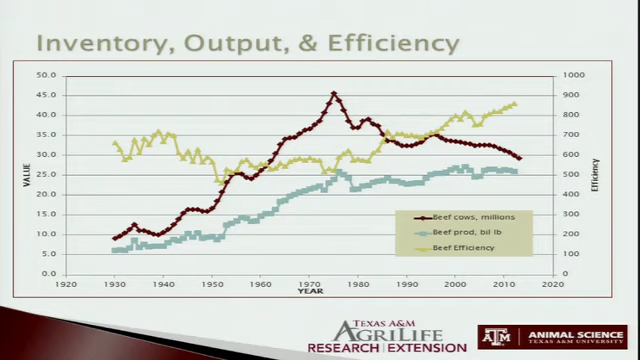 Inventory, Output, & Efficiency
50.0
45.0
40.0
35.0
30.0
25.0
20.0
15.0
10.0
5.0
0.0
VALUE
1000
900
800
700
600
500
400
300
200
100
0
Efficiency
Beef cows, millions
Beef prod, bil lb
Beef Efficiency
1920 1930 1940 1950 1960 1970 1980 1990 2000 2010 2020
YEAR
TEXAS A&M
AGRILIFE
RESEARCH | EXTENSION
ATM
ANIMAL SCIENCE
TEXAS A&M UNIVERSITY